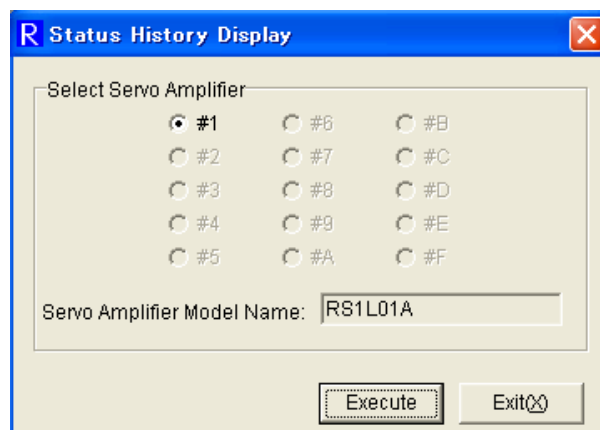 R Status History Display
Select Servo Amplifier
#1 #6 #B
#2 #7 #C
#3 #8 #D
#4 #9 #E
#5 #A #F
Servo Amplifier Model Name: RS1L01A
Execute Exit(X)